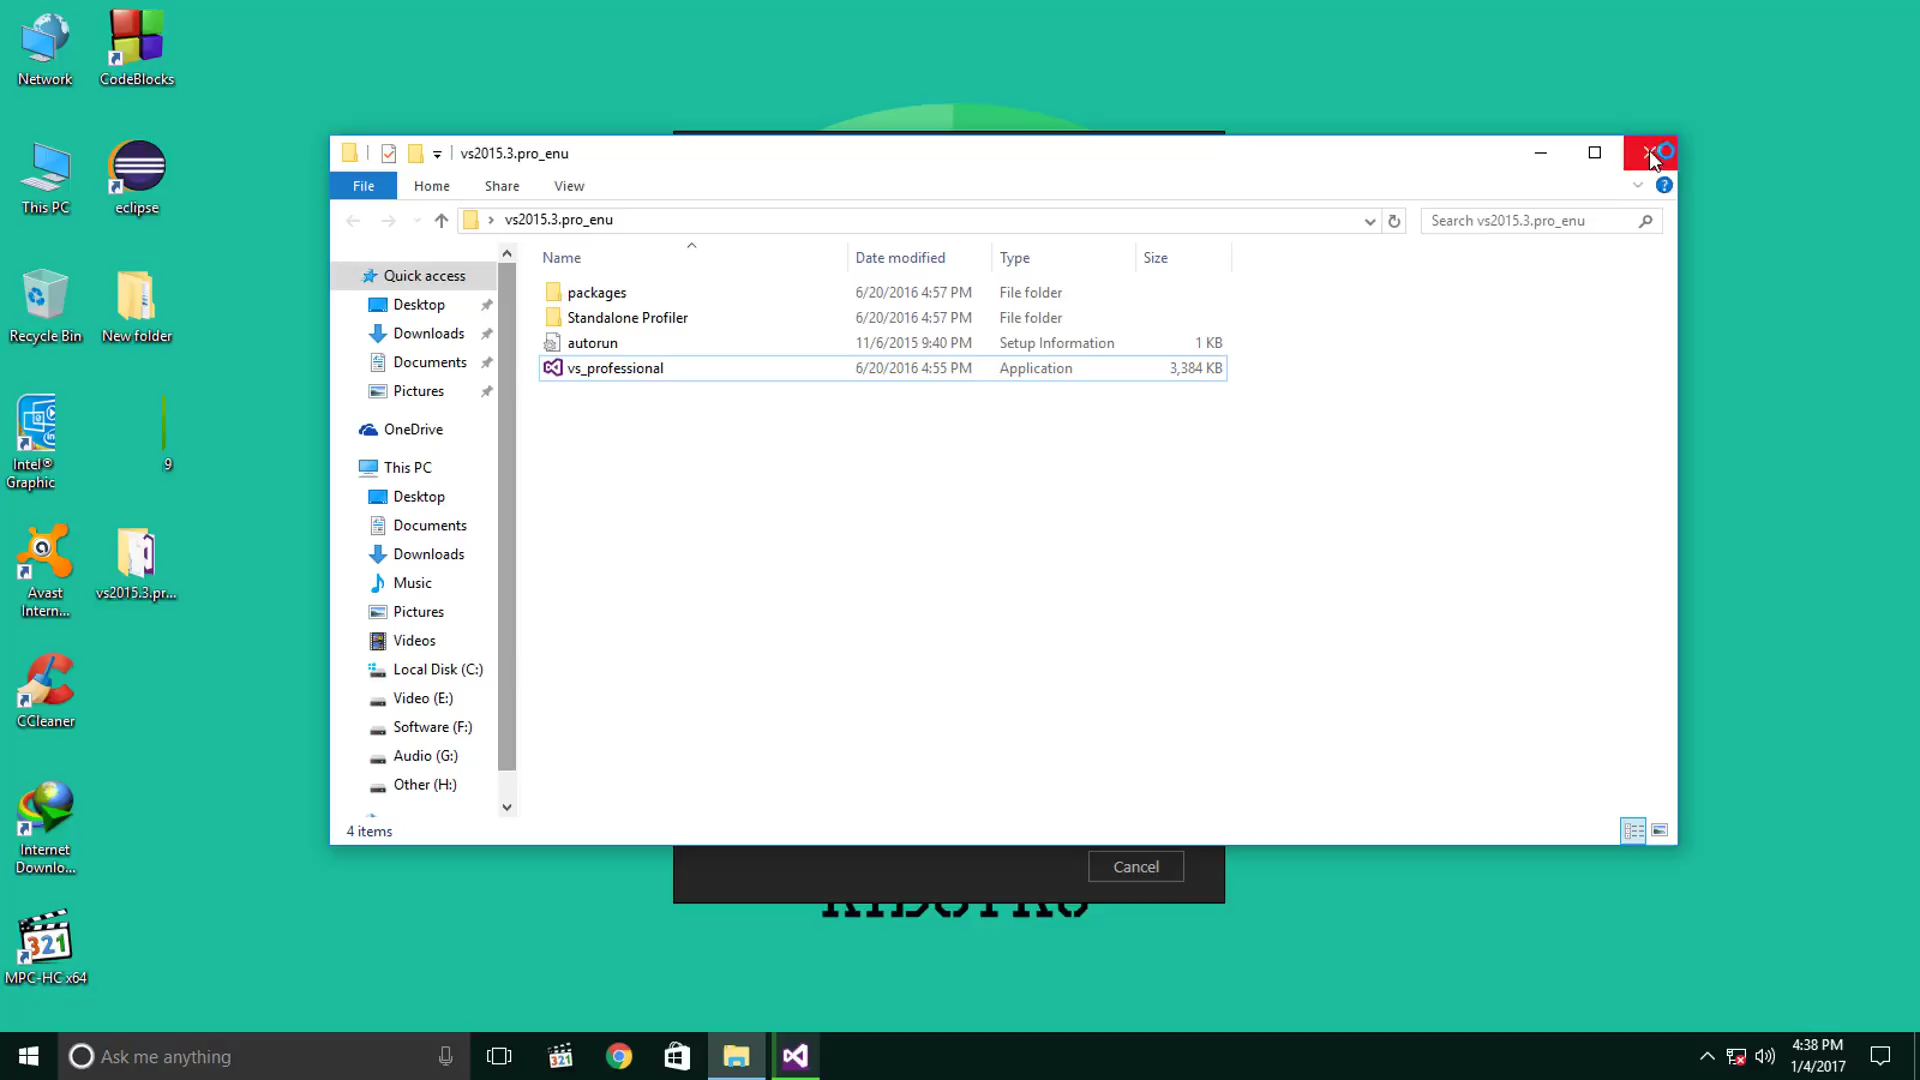 Network
CodeBlocks
This PC
eclipse
Recycle Bin
New folder
Intel®
Graphic
9
Avast
Intern...
vs2015.3.pr...
CCleaner
Internet
Downlo...
321
MPC-HC x64
vs2015.3.pro_enu
File Home Share View
vs2015.3.pro_enu
Search vs2015.3.pro_enu
Name Date modified Type Size
packages 6/20/2016 4:57 PM File folder
Standalone Profiler 6/20/2016 4:57 PM File folder
autorun 11/6/2015 9:40 PM Setup Information 1 KB
vs_professional 6/20/2016 4:55 PM Application 3,384 KB
Quick access
Desktop
Downloads
Documents
Pictures
OneDrive
This PC
Desktop
Documents
Downloads
Music
Pictures
Videos
Local Disk (C:)
Video (E:)
Software (F:)
Audio (G:)
Other (H:)
4 items
Cancel
Ask me anything
321
4:38 PM
1/4/2017